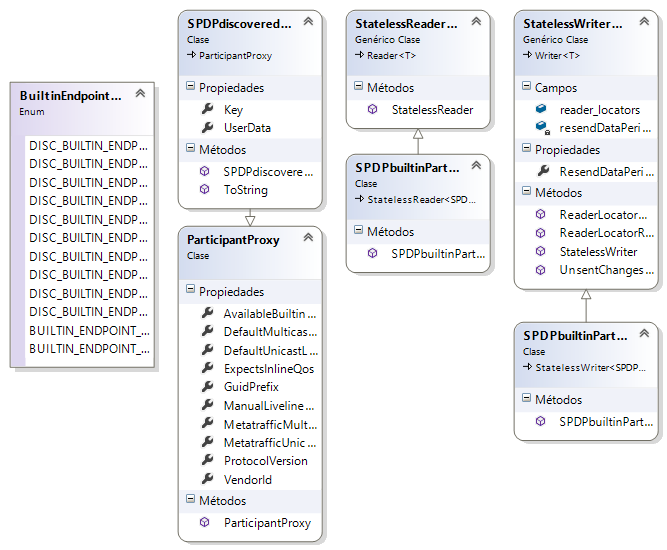 BuiltinEndpoint...
Enum
DISC_BUILTIN_ENDP...
DISC_BUILTIN_ENDP...
DISC_BUILTIN_ENDP...
DISC_BUILTIN_ENDP...
DISC_BUILTIN_ENDP...
DISC_BUILTIN_ENDP...
DISC_BUILTIN_ENDP...
DISC_BUILTIN_ENDP...
DISC_BUILTIN_ENDP...
DISC_BUILTIN_ENDP...
BUILTIN_ENDPOINT_...
BUILTIN_ENDPOINT_...
SPDPdiscovered...
Clase
ParticipantProxy
Propiedades
Key
UserData
Métodos
SPDPdiscovere...
ToString
ParticipantProxy
Clase
Propiedades
AvailableBuiltin...
DefaultMulticas...
DefaultUnicastL...
ExpectsInlineQos
GuidPrefix
ManualLiveline...
MetatrafficMult...
MetatrafficUnic...
ProtocolVersion
VendorId
Métodos
ParticipantProxy
StatelessReader...
Genérico Clase
Reader<T>
Métodos
StatelessReader
SPDPbuiltinPart...
Clase
StatelessReader<SPD...
Métodos
SPDPbuiltinPart...
StatelessWriter...
Genérico Clase
Writer<T>
Campos
reader_locators
resendDataPeri...
Propiedades
ResendDataPeri...
Métodos
ReaderLocator...
ReaderLocatorR...
StatelessWriter
UnsentChanges...
SPDPbuiltinPart...
Clase
StatelessWriter<SPDP...
Métodos
SPDPbuiltinPart...